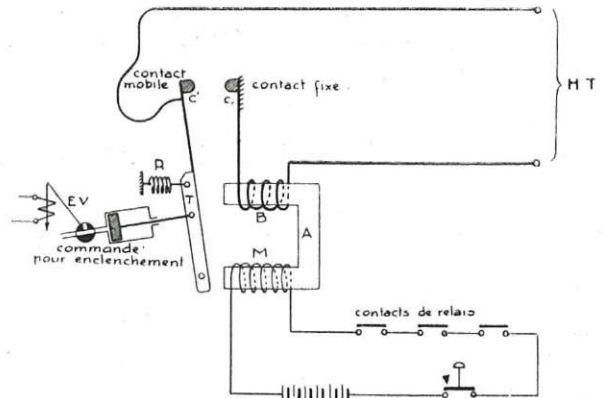 contact
mobile
C'
C,
contact fixe.
H T
R
T
EV
B
A
M
commande
pour enclenchement
contacts de relais